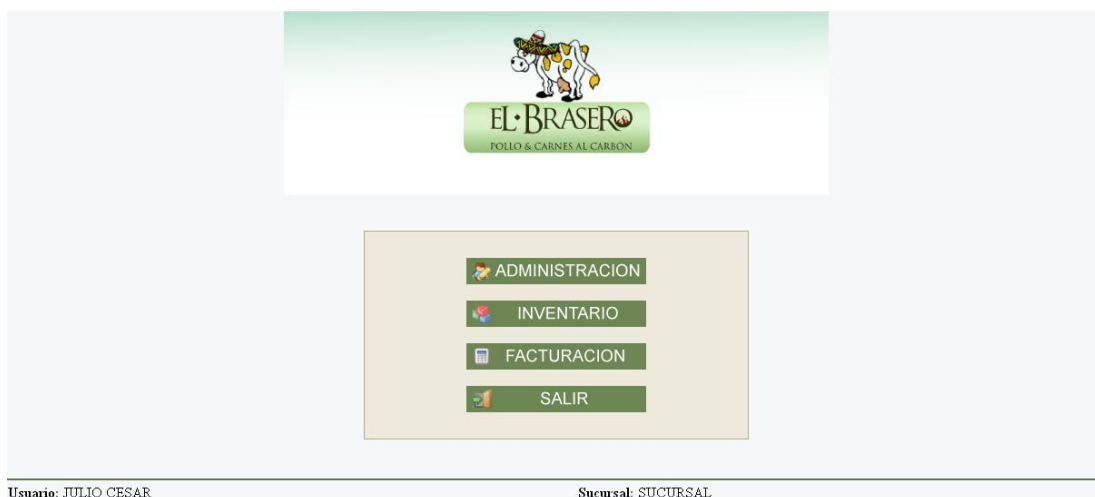 EL·BRASERO
POLLO & CARNES AL CARBÓN
ADMINISTRACION
INVENTARIO
FACTURACION
SALIR
Usuario: JULIO CESAR
Sucursal: SUCURSAL